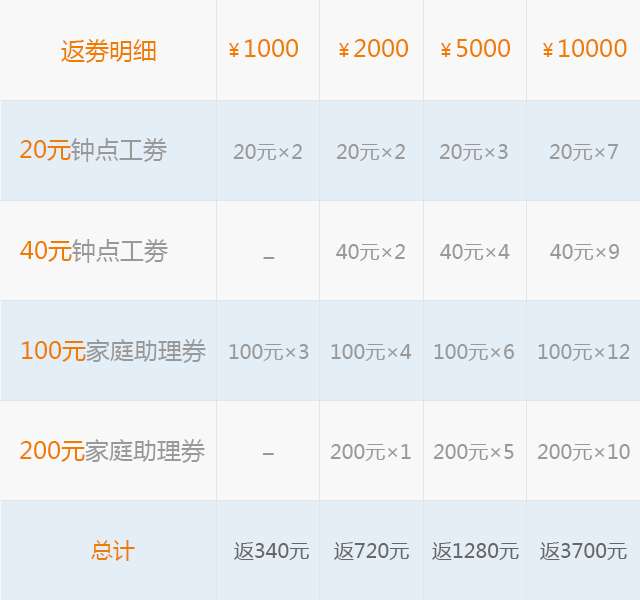 返劵明细 ¥1000 ¥2000 ¥5000 ¥10000
20元钟点工劵 20元×2 20元×2 20元×3 20元×7
40元钟点工劵 – 40元×2 40元×4 40元×9
100元家庭助理券 100元×3 100元×4 100元×6 100元×12
200元家庭助理券 – 200元×1 200元×5 200元×10
总计 返340元 返720元 返1280元 返3700元